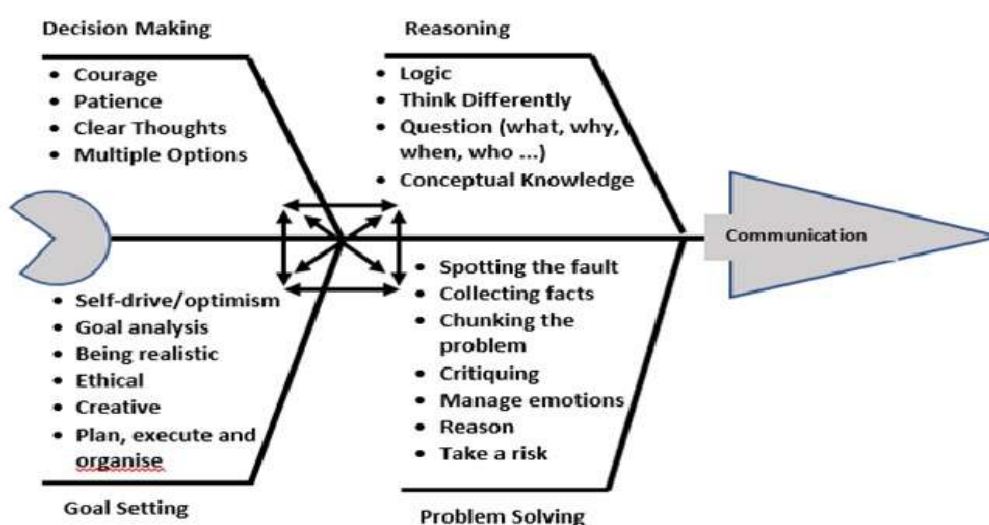 Decision Making
Courage
Patience
Clear Thoughts
Multiple Options
Reasoning
Logic
Think Differently
Question (what, why,
when, who ...)
Conceptual Knowledge
Communication
Self-drive/optimism
Goal analysis
Being realistic
Ethical
Creative
Plan, execute and
organise
Goal Setting
Spotting the fault
Collecting facts
Chunking the
problem
Critiquing
Manage emotions
Reason
Take a risk
Problem Solving